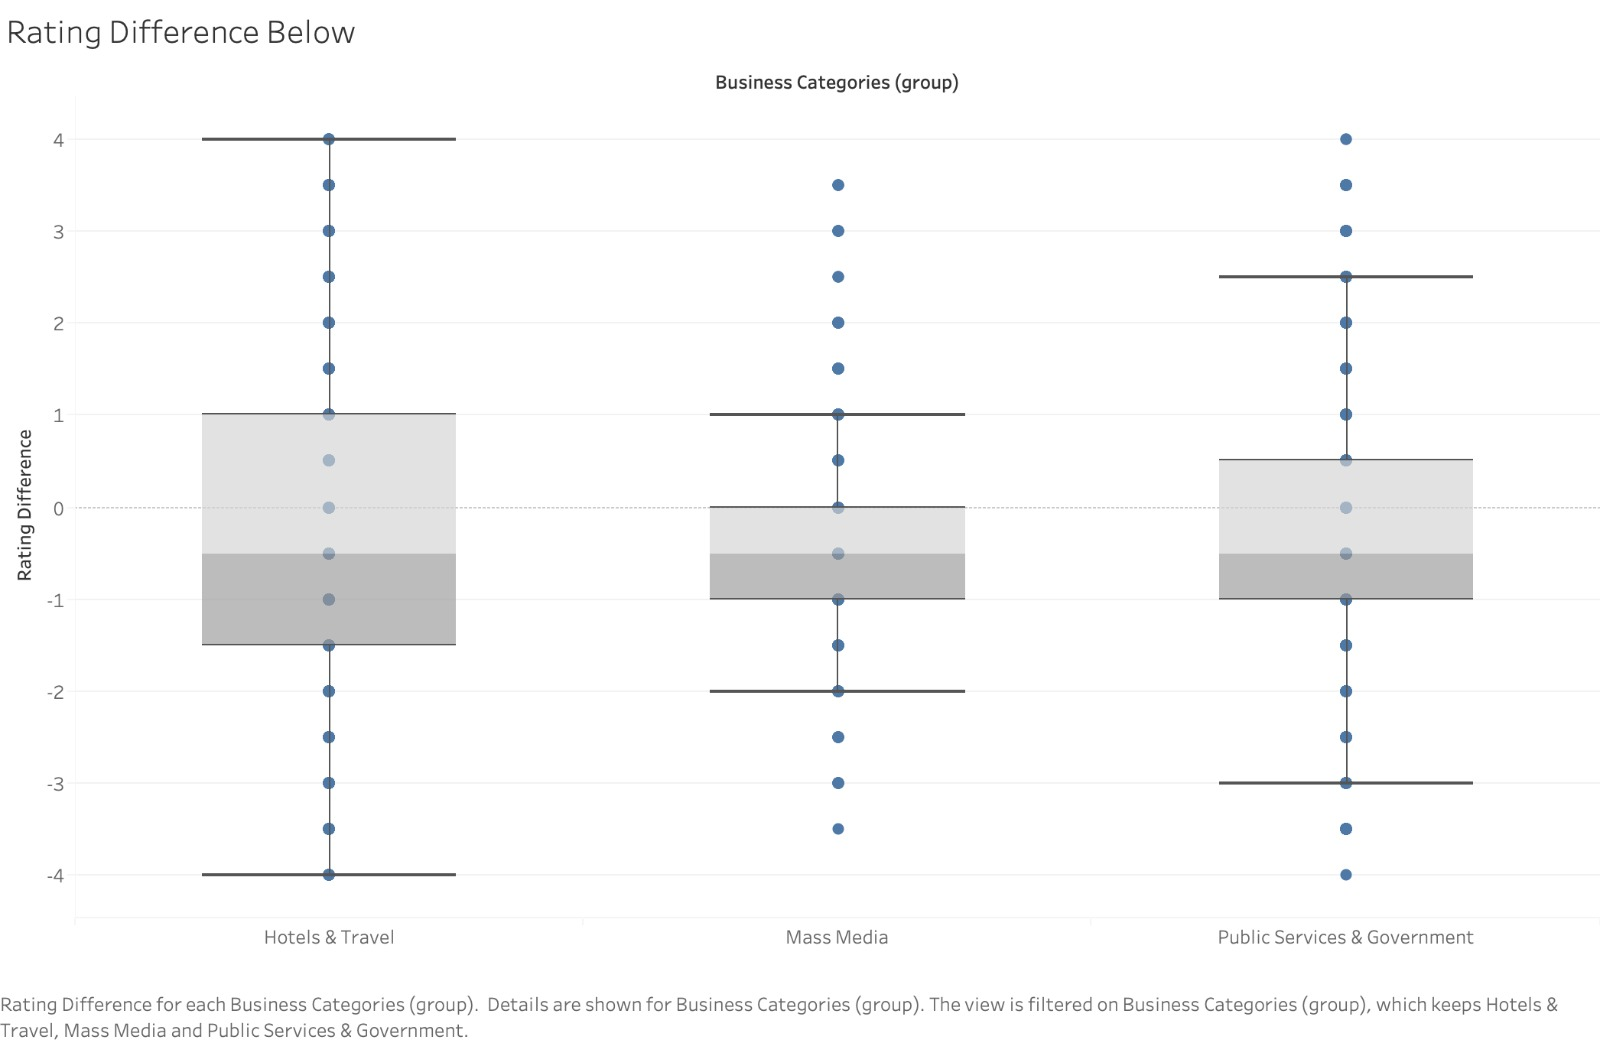 Rating Difference Below
Business Categories (group)
Rating Difference
4
3
2
1
0
-1
-2
-3
-4
Hotels & Travel
Mass Media
Public Services & Government
Rating Difference for each Business Categories (group).  Details are shown for Business Categories (group). The view is filtered on Business Categories (group), which keeps Hotels &
Travel, Mass Media and Public Services & Government.